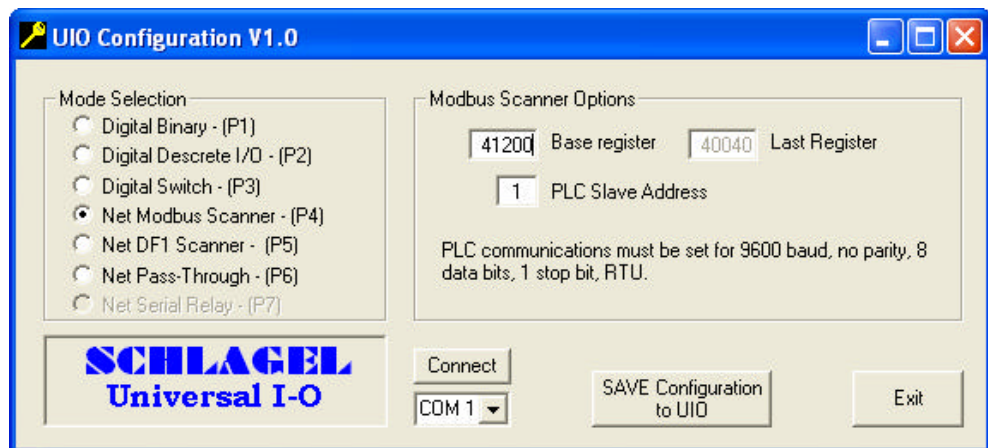 UIO Configuration V1.0
Mode Selection
Digital Binary - (P1)
Digital Descrete I/O - (P2)
Digital Switch - (P3)
Net Modbus Scanner - (P4)
Net DF1 Scanner - (P5)
Net Pass-Through - (P6)
Net Serial Relay - (P7)
Modbus Scanner Options
41200 Base register 40040 Last Register
1 PLC Slave Address
PLC communications must be set for 9600 baud, no parity, 8
data bits, 1 stop bit, RTU.
SCHLAGEL
Universal I-O
Connect
COM 1
SAVE Configuration
to UIO
Exit